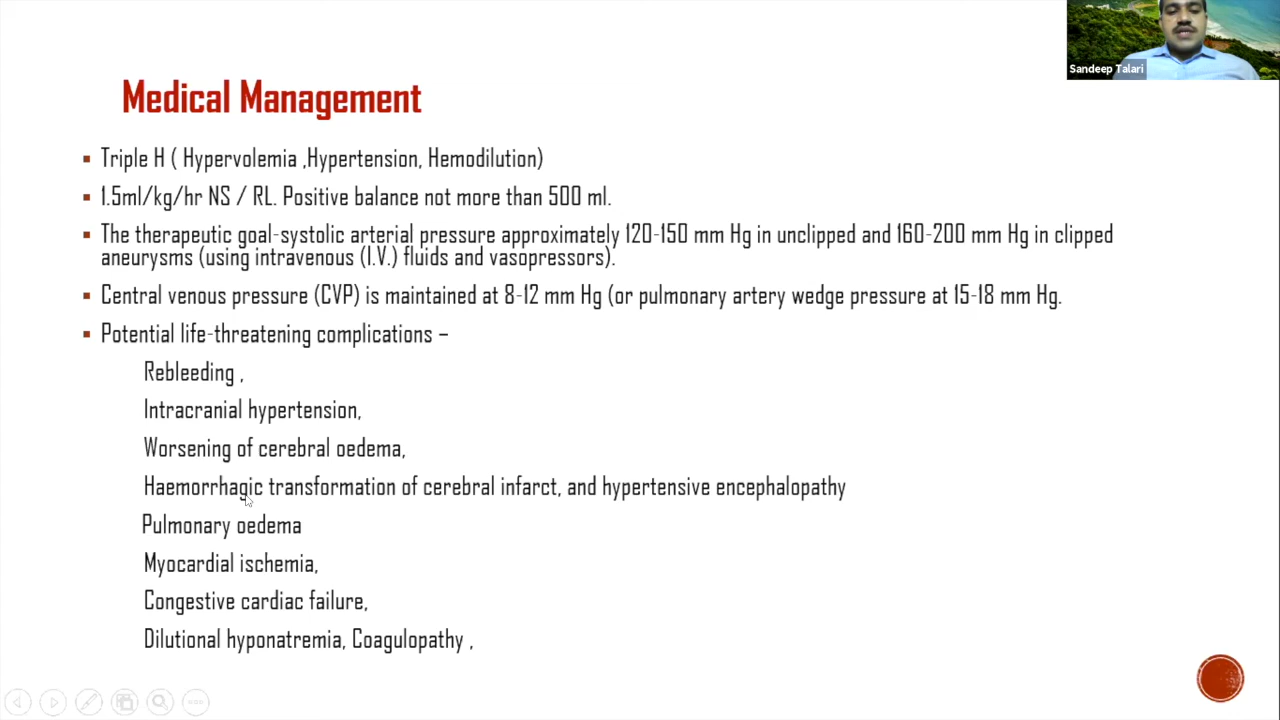 Sandeep Talari
Medical Management
Triple H ( Hypervolemia ,Hypertension, Hemodilution)
1.5ml/kg/hr NS / RL. Positive balance not more than 500 ml.
The therapeutic goal-systolic arterial pressure approximately 120-150 mm Hg in unclipped and 160-200 mm Hg in clipped
aneurysms (using intravenous (I.V.) fluids and vasopressors).
Central venous pressure (CVP) is maintained at 8-12 mm Hg (or pulmonary artery wedge pressure at 15-18 mm Hg.
Potential life-threatening complications –
Rebleeding ,
Intracranial hypertension,
Worsening of cerebral oedema,
Haemorrhagic transformation of cerebral infarct, and hypertensive encephalopathy
Pulmonary oedema
Myocardial ischemia,
Congestive cardiac failure,
Dilutional hyponatremia, Coagulopathy ,